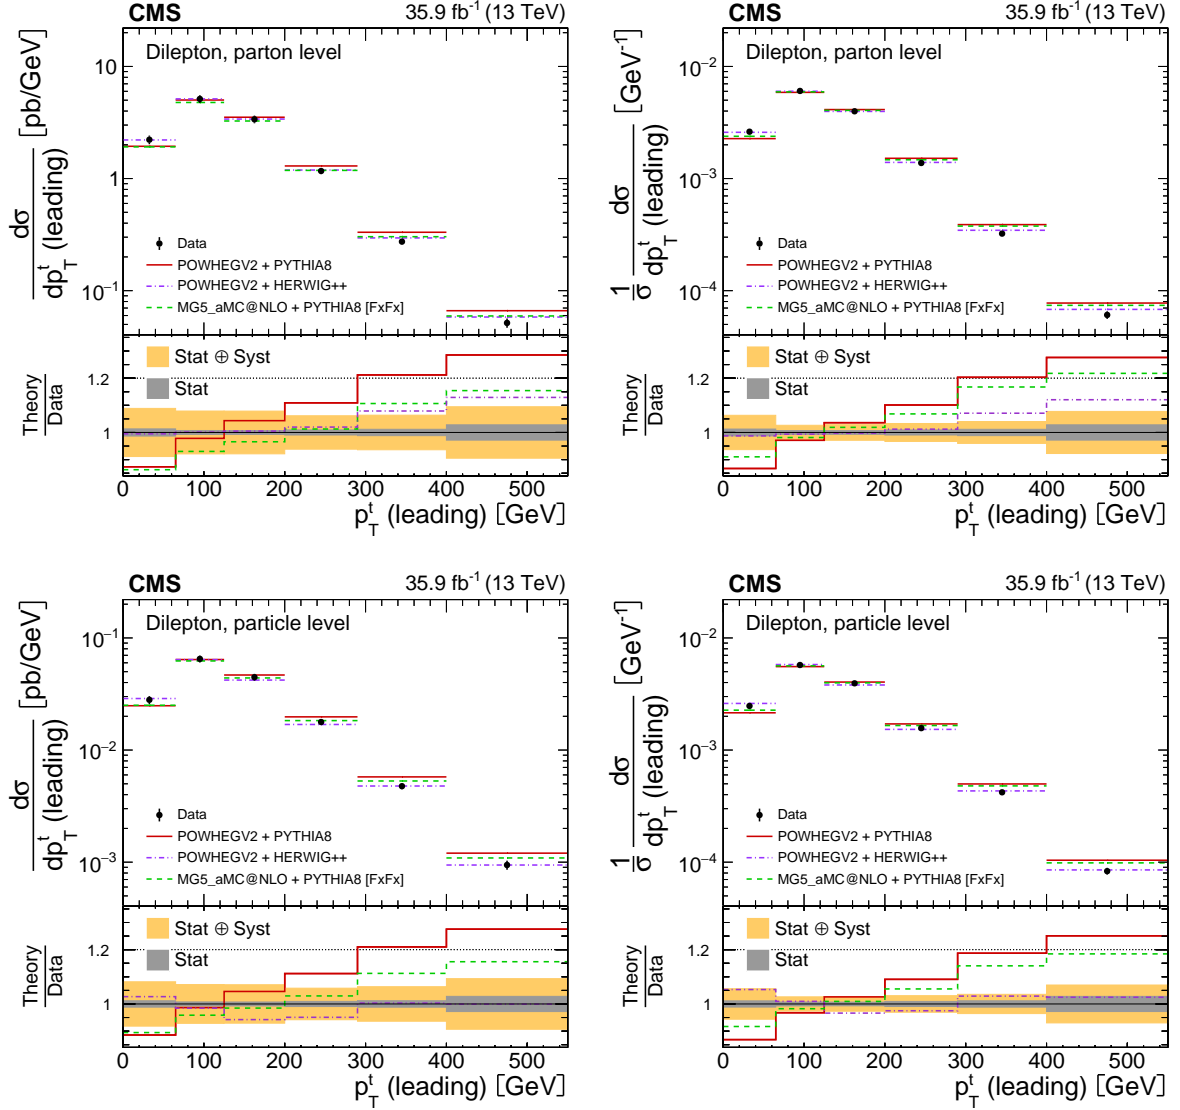 CMS
35.9 fb⁻¹ (13 TeV)
Dilepton, parton level
dσ / dpᵗ_T (leading) [pb/GeV]
10
1
10⁻¹
Data
POWHEGV2 + PYTHIA8
POWHEGV2 + HERWIG++
MG5_aMC@NLO + PYTHIA8 [FxFx]
Theory / Data
Stat ⊕ Syst
Stat
1.2
1
0 100 200 300 400 500
pᵗ_T (leading) [GeV]
CMS
35.9 fb⁻¹ (13 TeV)
Dilepton, parton level
1/σ dσ / dpᵗ_T (leading) [GeV⁻¹]
10⁻²
10⁻³
10⁻⁴
Data
POWHEGV2 + PYTHIA8
POWHEGV2 + HERWIG++
MG5_aMC@NLO + PYTHIA8 [FxFx]
Theory / Data
Stat ⊕ Syst
Stat
1.2
1
0 100 200 300 400 500
pᵗ_T (leading) [GeV]
CMS
35.9 fb⁻¹ (13 TeV)
Dilepton, particle level
dσ / dpᵗ_T (leading) [pb/GeV]
10⁻¹
10⁻²
10⁻³
Data
POWHEGV2 + PYTHIA8
POWHEGV2 + HERWIG++
MG5_aMC@NLO + PYTHIA8 [FxFx]
Theory / Data
Stat ⊕ Syst
Stat
1.2
1
0 100 200 300 400 500
pᵗ_T (leading) [GeV]
CMS
35.9 fb⁻¹ (13 TeV)
Dilepton, particle level
1/σ dσ / dpᵗ_T (leading) [GeV⁻¹]
10⁻²
10⁻³
10⁻⁴
Data
POWHEGV2 + PYTHIA8
POWHEGV2 + HERWIG++
MG5_aMC@NLO + PYTHIA8 [FxFx]
Theory / Data
Stat ⊕ Syst
Stat
1.2
1
0 100 200 300 400 500
pᵗ_T (leading) [GeV]